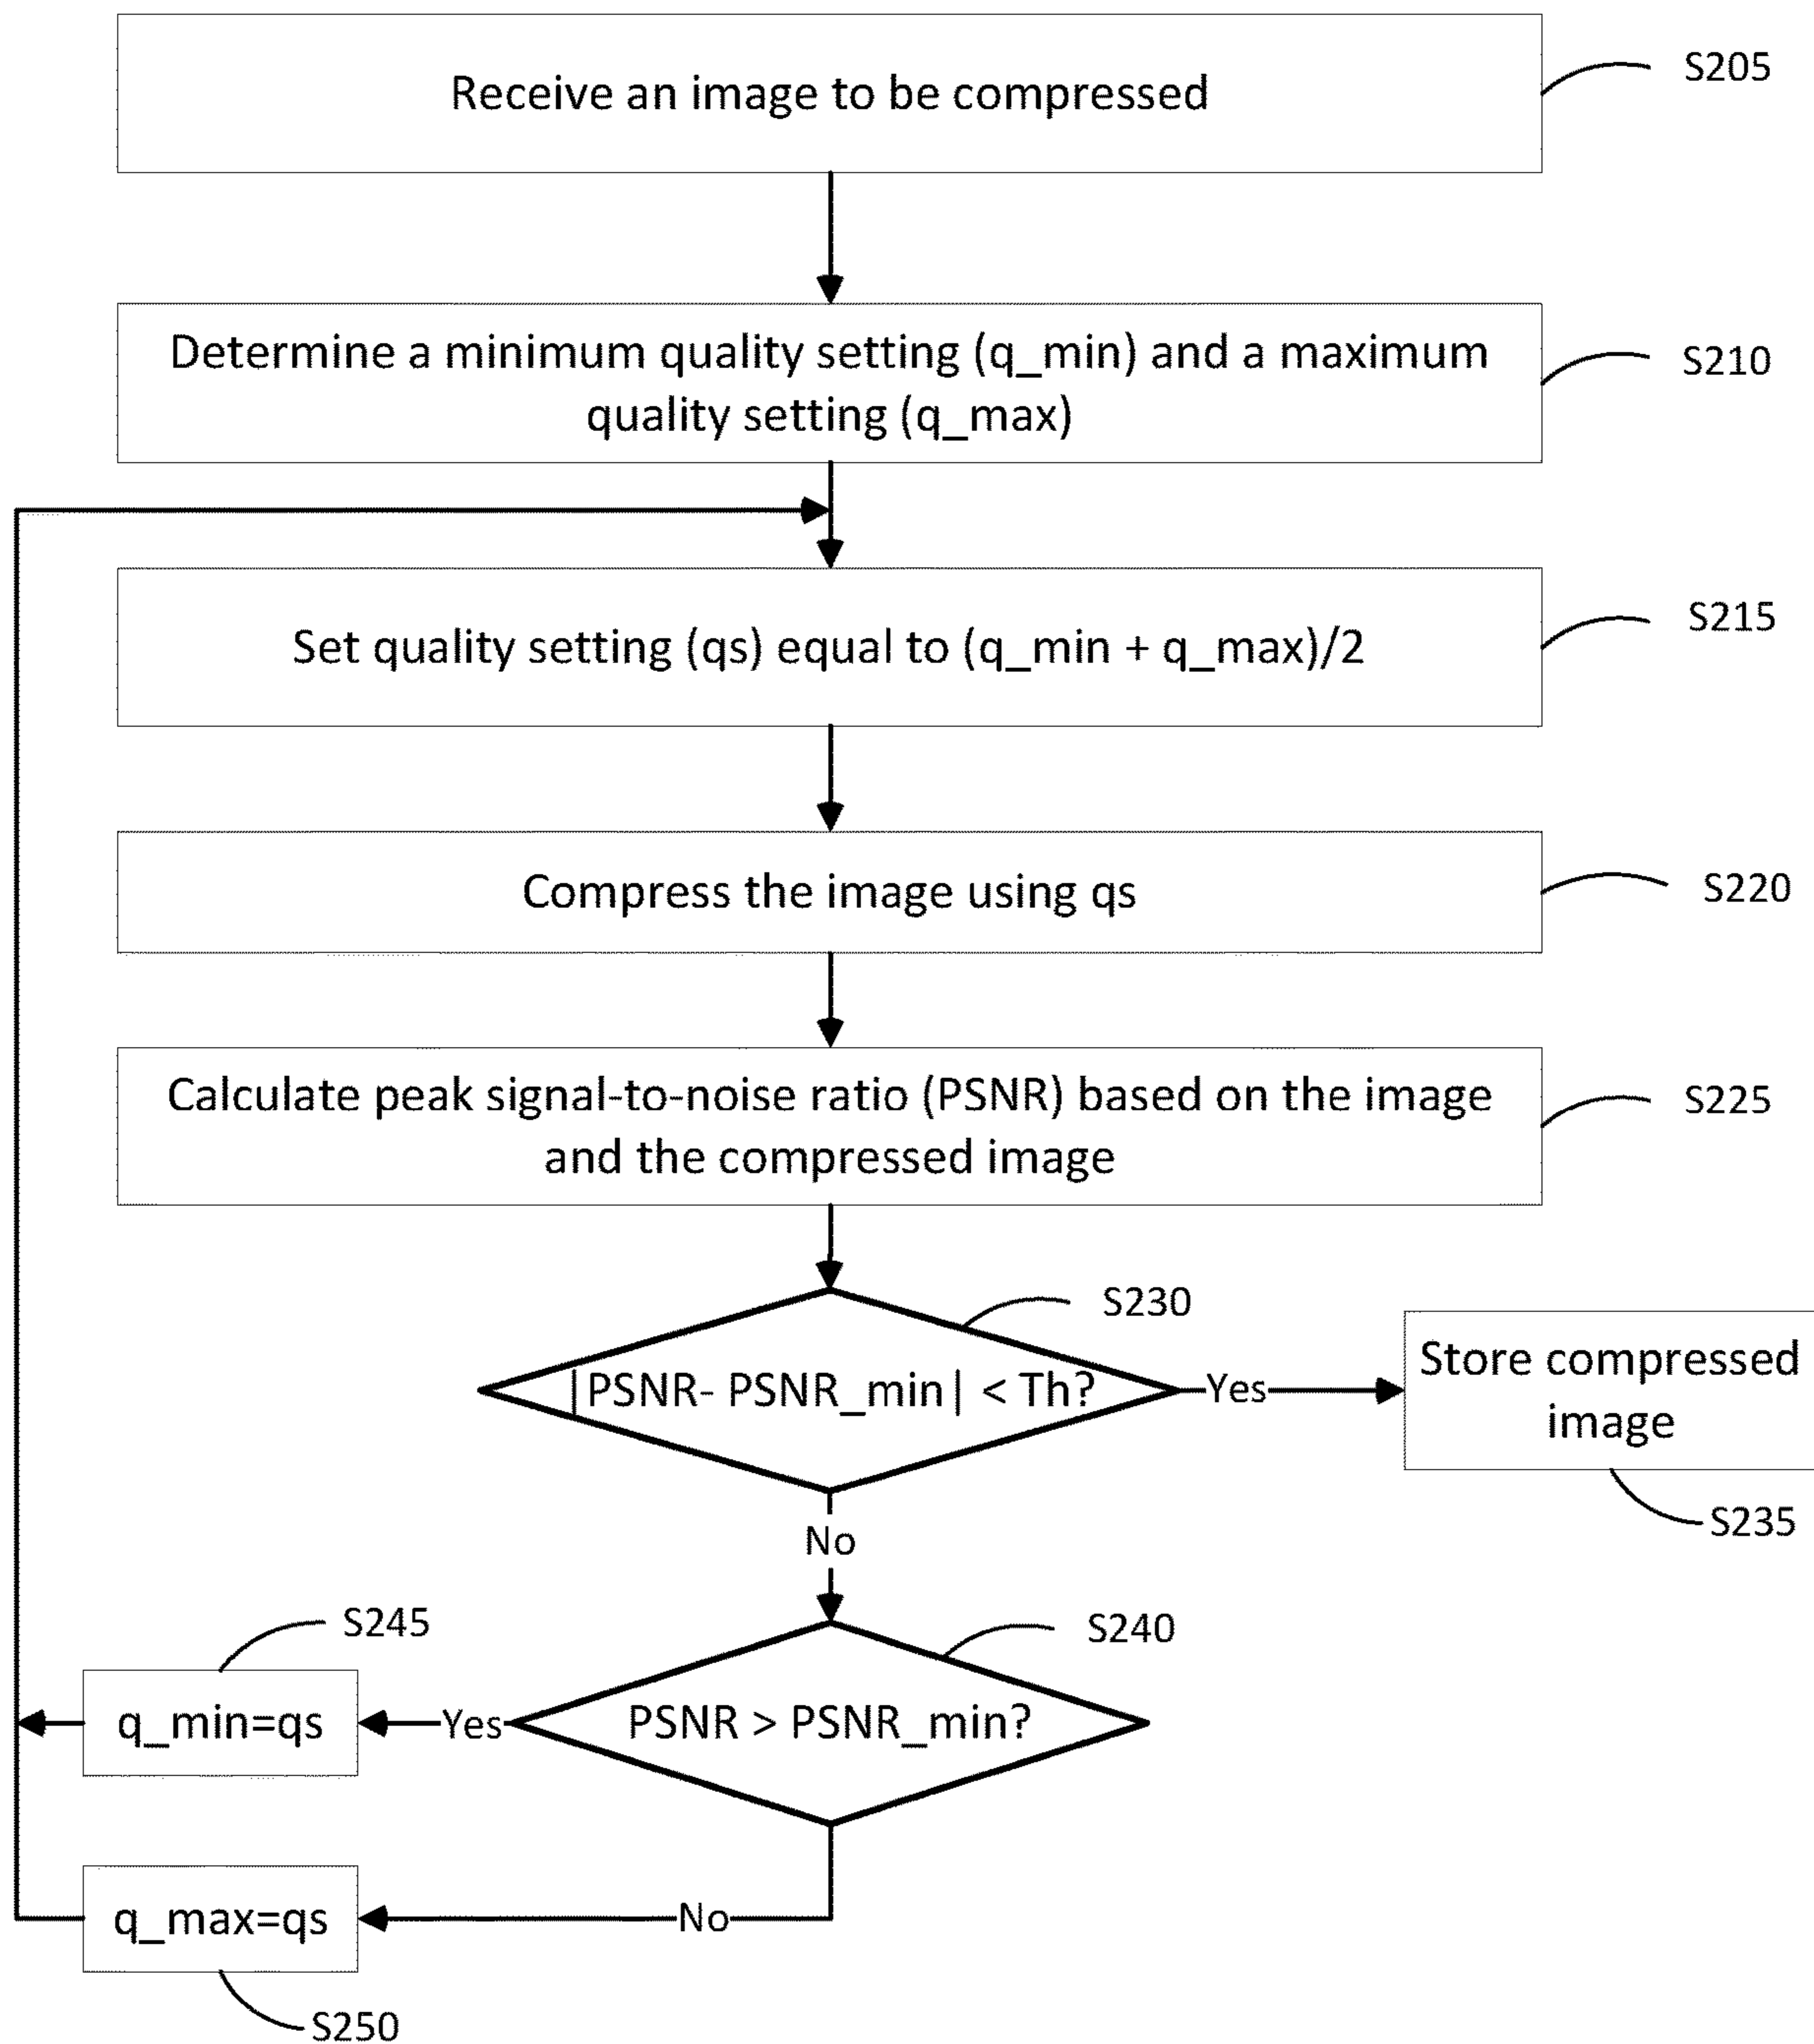 Receive an image to be compressed
S205
Determine a minimum quality setting (q_min) and a maximum
quality setting (q_max)
S210
Set quality setting (qs) equal to (q_min + q_max)/2
S215
Compress the image using qs
S220
Calculate peak signal-to-noise ratio (PSNR) based on the image
and the compressed image
S225
S230
|PSNR- PSNR_min| < Th?
Yes
Store compressed
image
S235
No
S245
S240
q_min=qs
Yes
PSNR > PSNR_min?
q_max=qs
No
S250